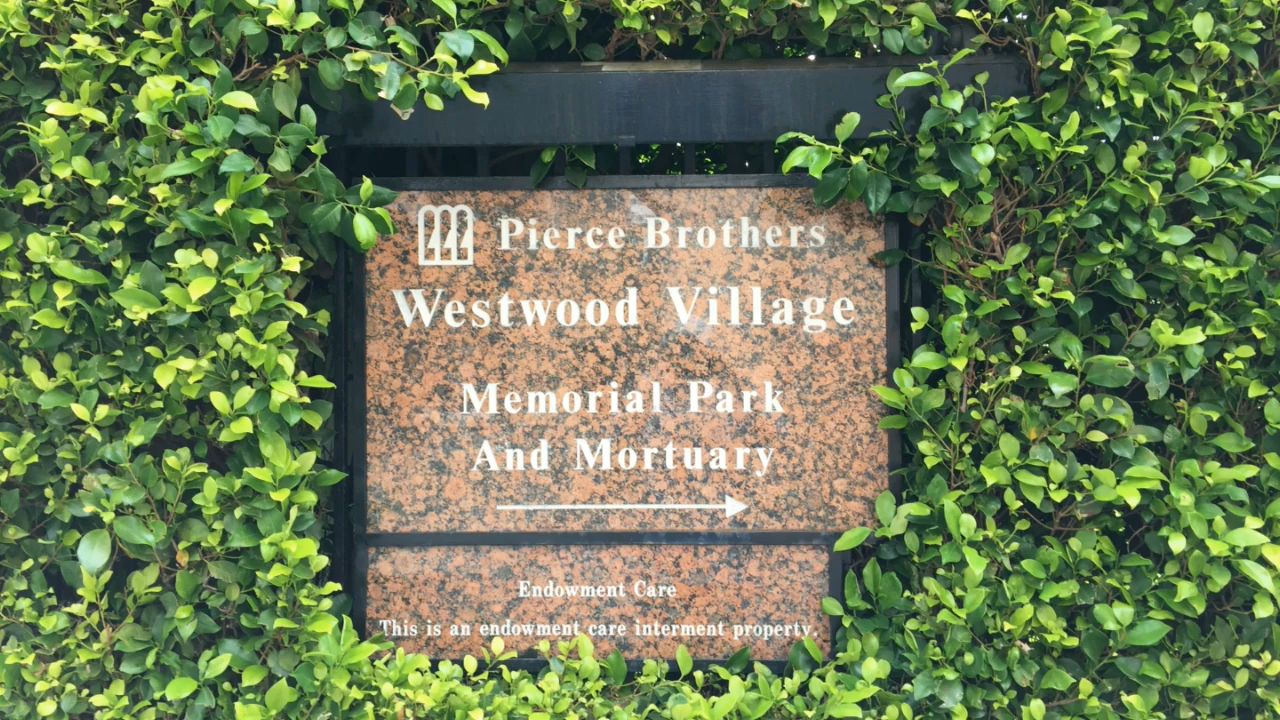 Pierce Brothers
Westwood Village
Memorial Park
And Mortuary
Endowment Care
This is an endowment care interment property.